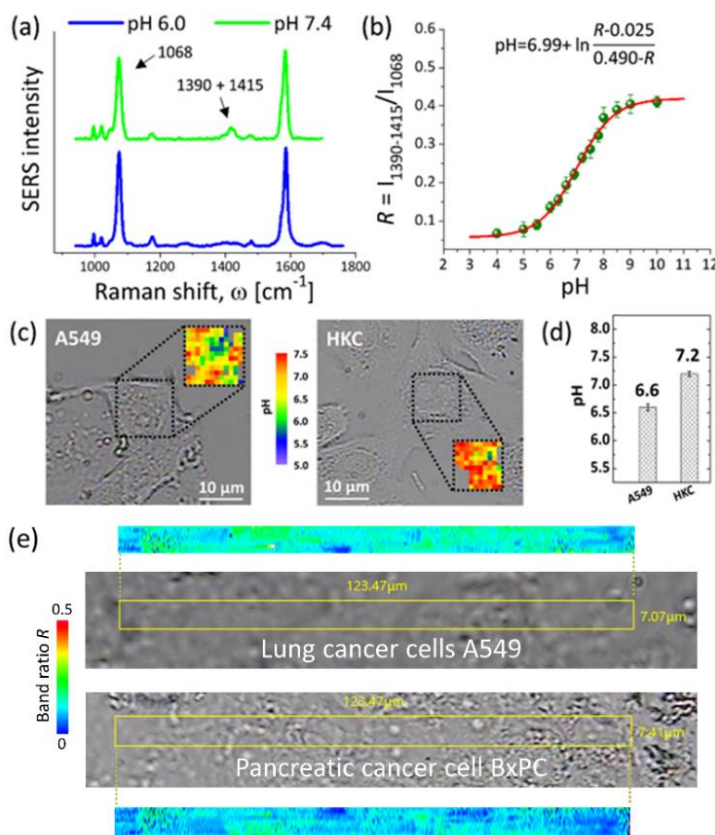 (a)
pH 6.0
pH 7.4
1068
1390 + 1415
SERS intensity
1000
1200
1400
1600
1800
Raman shift, ω [cm-1]
(b)
pH=6.99+ ln R-0.025
0.490-R
0.6
0.5
0.4
0.3
0.2
0.1
R = I1390-1415/I1068
2 3 4 5 6 7 8 9 10 11 12
pH
(c)
A549
10 µm
7.5
7.0
6.5
6.0
5.5
5.0
pH
HKC
10 µm
(d)
8.0
7.5
7.0
6.5
6.0
5.5
pH
6.6
7.2
A549
HKC
(e)
0.5
0
Band ratio R
123.47µm
7.07µm
Lung cancer cells A549
123.47µm
7.41µm
Pancreatic cancer cell BxPC